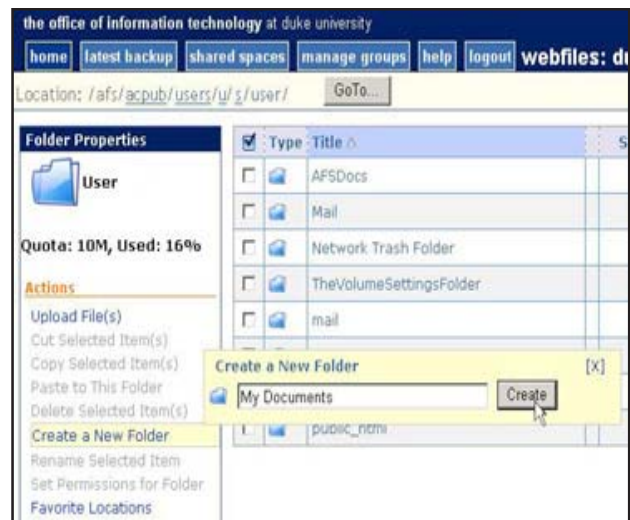 the office of information technology at duke university
home latest backup shared spaces manage groups help logout webfiles: du
Location: /afs/acpub/users/u/s/user/ GoTo...
Folder Properties
User
Quota: 10M, Used: 16%
Actions
Upload File(s)
Cut Selected Item(s)
Copy Selected Item(s)
Paste to This Folder
Delete Selected Item(s)
Create a New Folder
Rename Selected Item
Set Permissions for Folder
Favorite Locations
Type Title S
AFSDocs
Mail
Network Trash Folder
TheVolumeSettingsFolder
mail
Create a New Folder [X]
My Documents Create
public_html